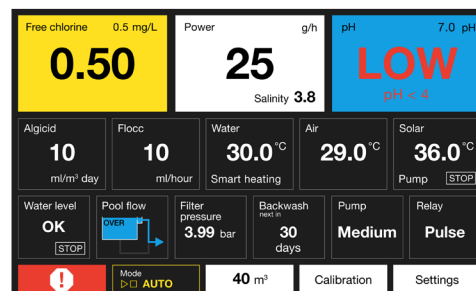 Free chlorine 0.5 mg/L
0.50
Power g/h
25
Salinity 3.8
pH 7.0 pH
LOW
pH < 4
Algicid
10
ml/m³ day
Flocc
10
ml/hour
Water
30.0 °C
Smart heating
Air
29.0 °C
Solar
36.0 °C
Pump STOP
Water level
OK
STOP
Pool flow
OVER
Filter
pressure
3.99 bar
Backwash
next in
30
days
Pump
Medium
Relay
Pulse
!
Mode
AUTO
40 m³
Calibration
Settings